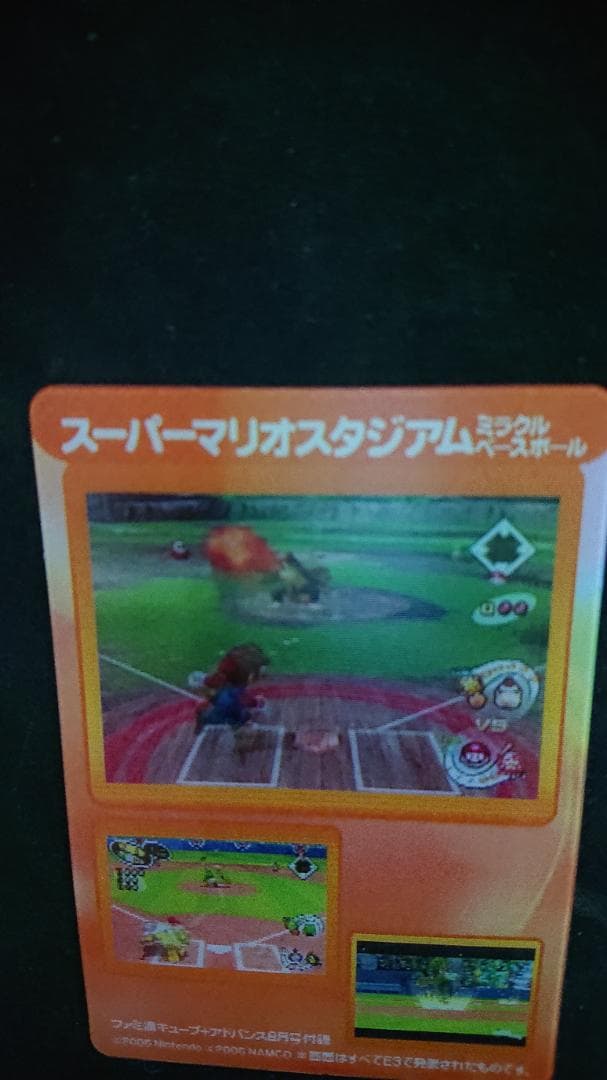 スーパーマリオスタジアム
ミラクル
ベースボール
VS
ファミ通キューブ+アドバンス8月号付録
©2005 Nintendo ©2005 NAMCO ※画面はすべてE3で発表されたものです。